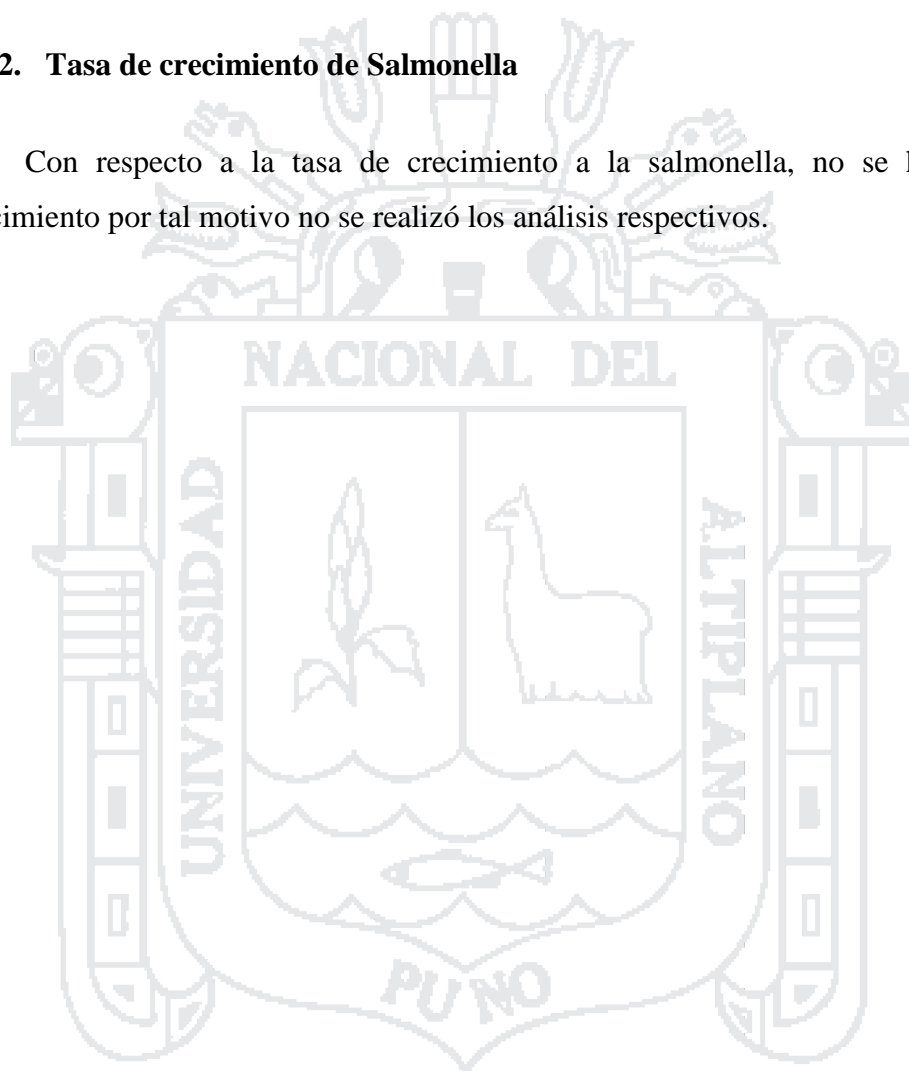 2. Tasa de crecimiento de Salmonella
Con respecto a la tasa de crecimiento a la salmonella, no se
por tal motivo no se realizó los análisis respectivos.
NACIONAL DEL
UNIVERSIDAD
ALTIPLANO
PUNO